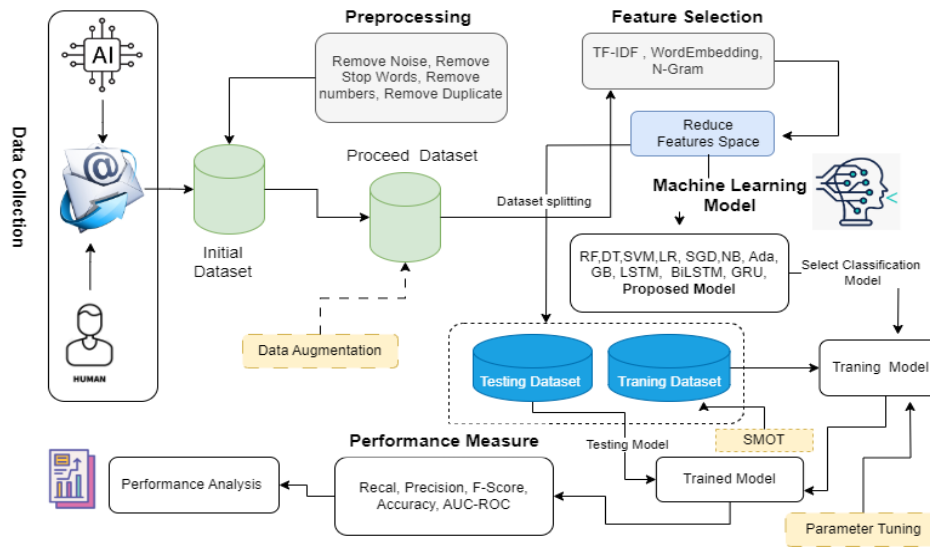 Data Collection
AI
@
HUMAN
Preprocessing
Remove Noise, Remove
Stop Words, Remove
numbers, Remove Duplicate
Initial
Dataset
Proceed Dataset
Data Augmentation
Feature Selection
TF-IDF , WordEmbedding,
N-Gram
Reduce
Features Space
Dataset splitting
Machine Learning
Model
RF,DT,SVM,LR, SGD,NB, Ada,
GB, LSTM, BiLSTM, GRU,
Proposed Model
Select Classification
Model
Testing Dataset
Traning Dataset
Traning Model
SMOT
Testing Model
Trained Model
Parameter Tuning
Performance Measure
Recal, Precision, F-Score,
Accuracy, AUC-ROC
Performance Analysis